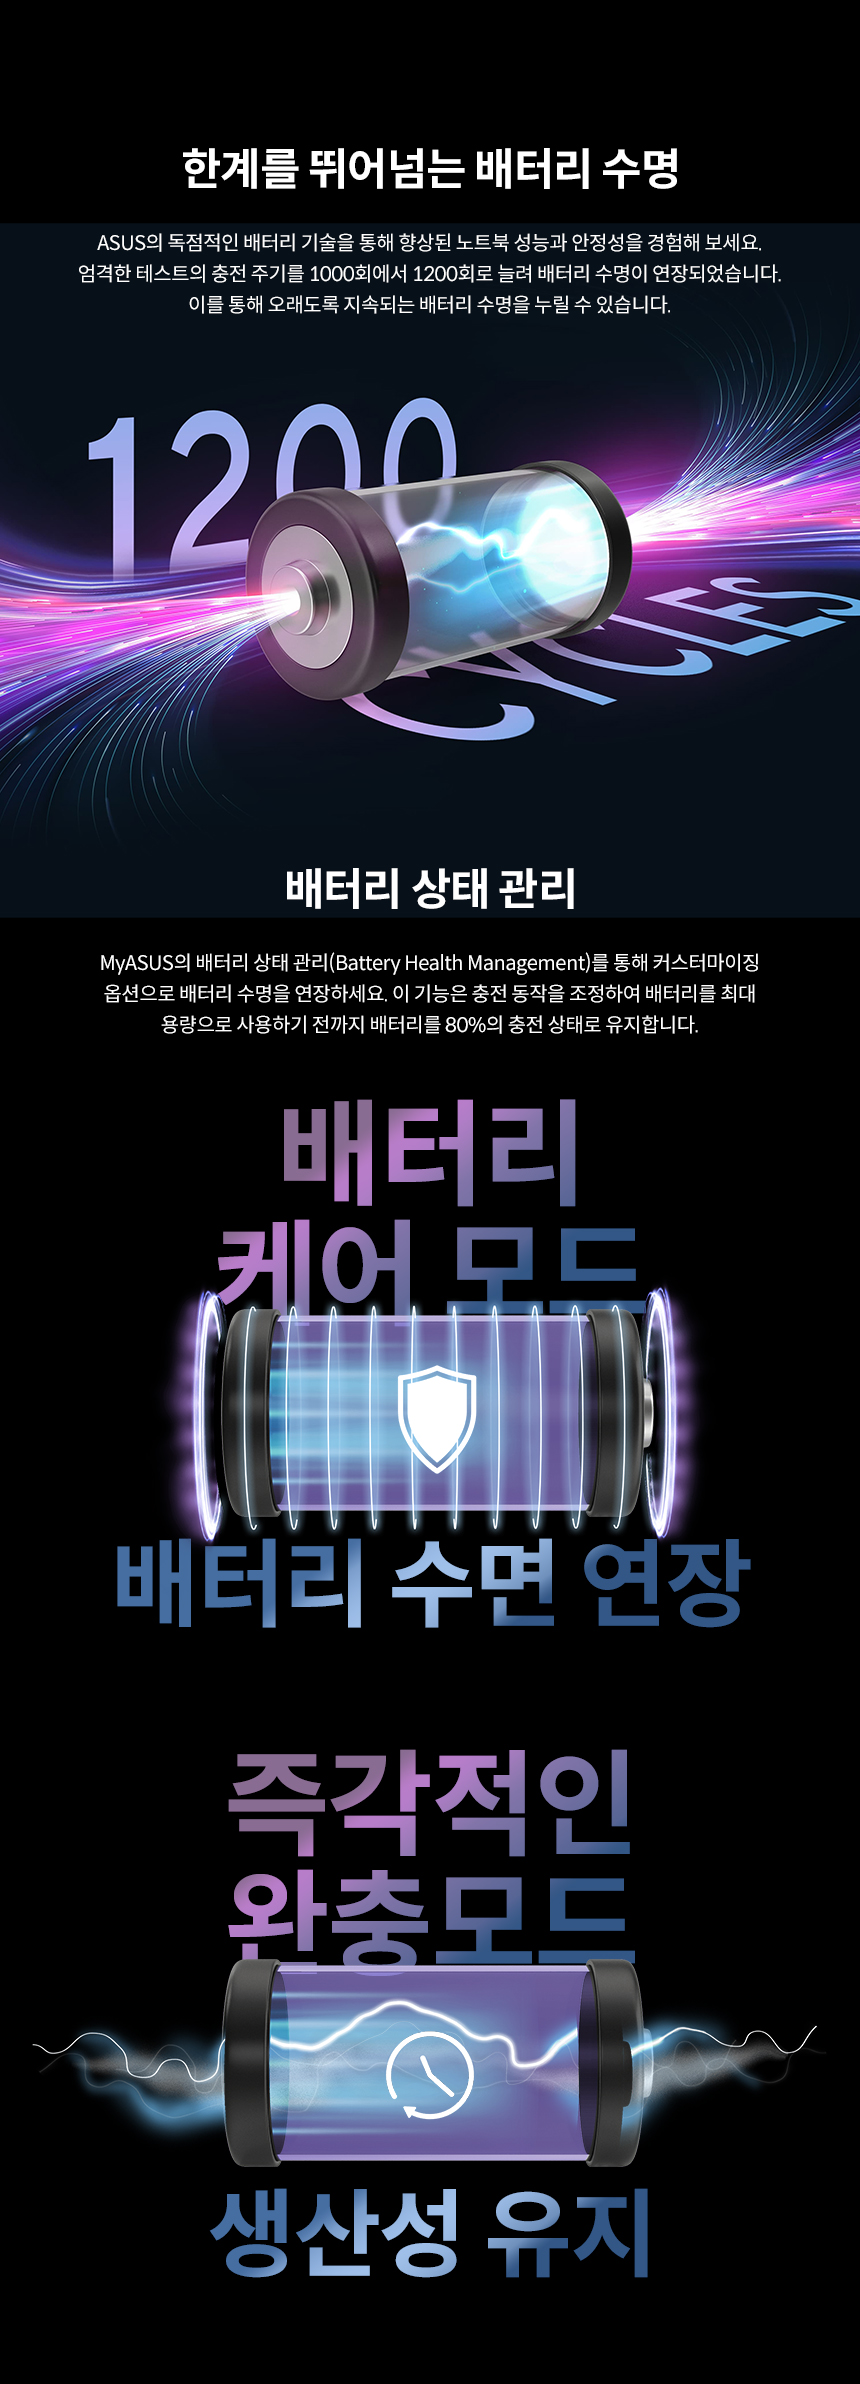 한계를 뛰어넘는 배터리 수명
ASUS의 독점적인 배터리 기술을 통해 향상된 노트북 성능과 안정성을 경험해 보세요.
엄격한 테스트의 충전 주기를 1000회에서 1200회로 늘려 배터리 수명이 연장되었습니다.
이를 통해 오래도록 지속되는 배터리 수명을 누릴 수 있습니다.
1200
CYCLES
배터리 상태 관리
MyASUS의 배터리 상태 관리(Battery Health Management)를 통해 커스터마이징
옵션으로 배터리 수명을 연장하세요. 이 기능은 충전 동작을 조정하여 배터리를 최대
용량으로 사용하기 전까지 배터리를 80%의 충전 상태로 유지합니다.
배터리
케어 모드
배터리 수면 연장
즉각적인
완충모드
생산성 유지